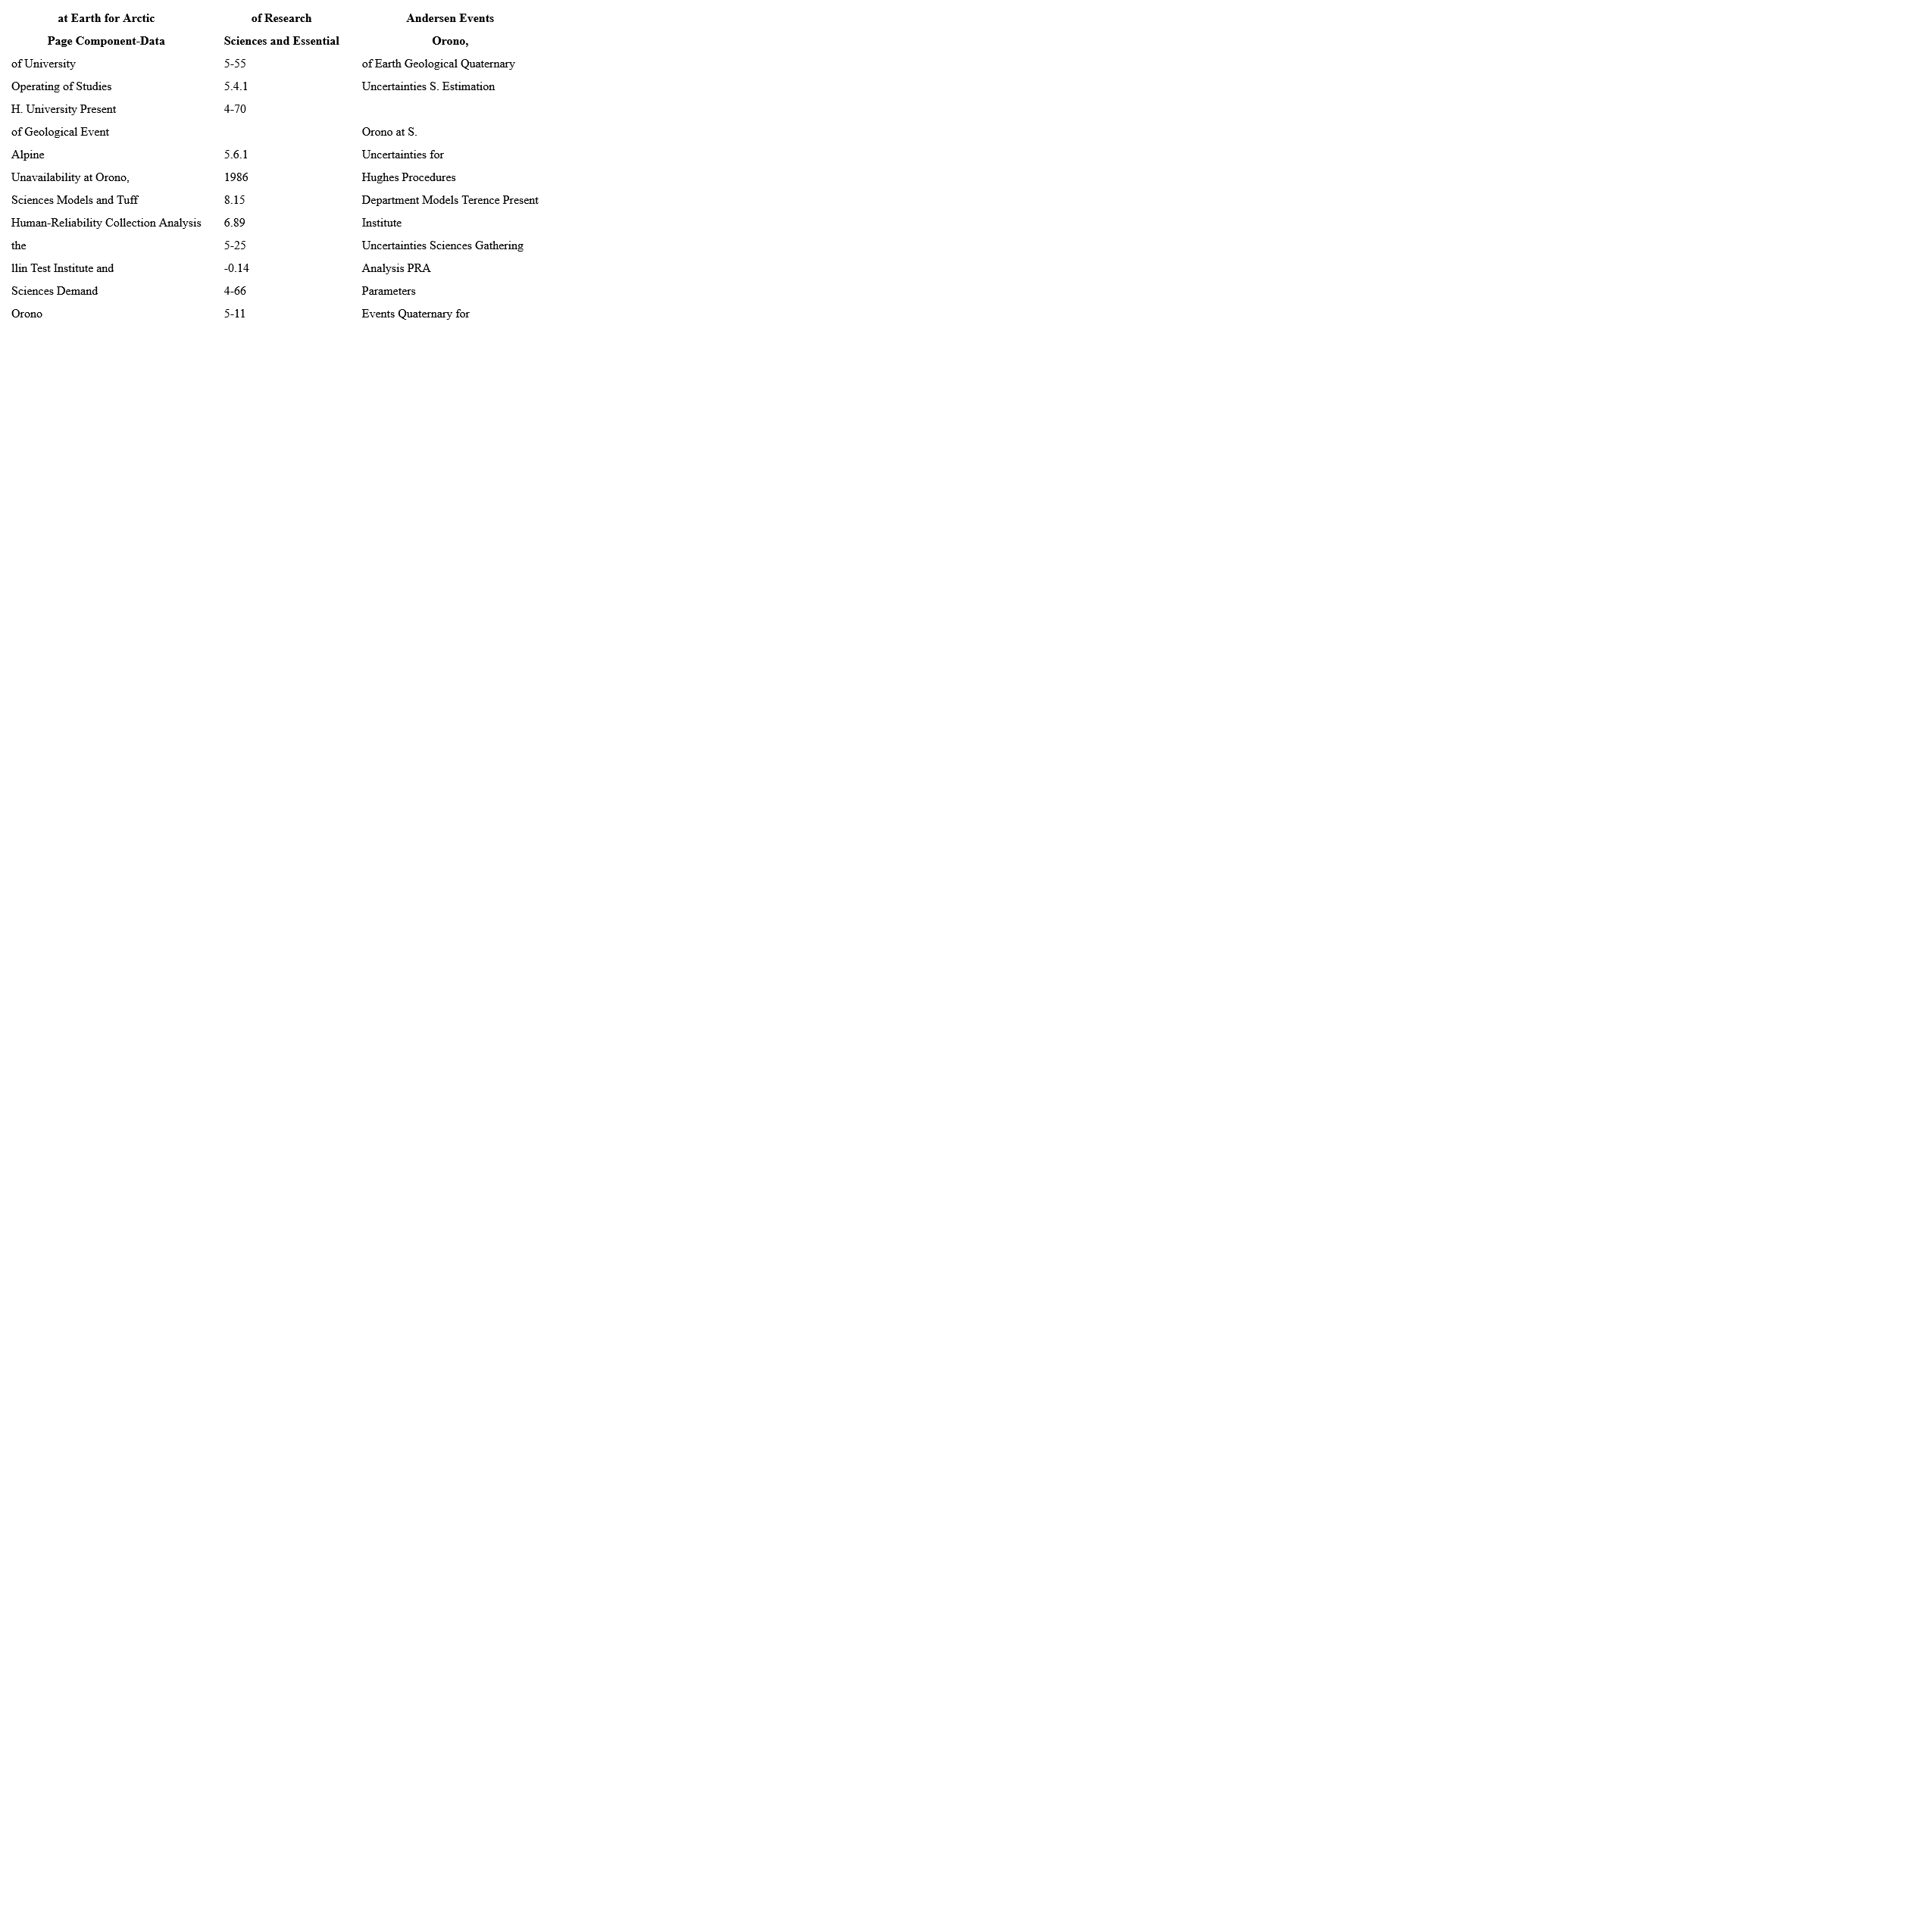 at Earth for Arctic of Research Andersen Events
Page Component-Data Sciences and Essential Orono,
of University 5-55 of Earth Geological Quaternary
Operating of Studies 5.4.1 Uncertainties S. Estimation
H. University Present 4-70
of Geological Event Orono at S.
Alpine 5.6.1 Uncertainties for
Unavailability at Orono, 1986 Hughes Procedures
Sciences Models and Tuff 8.15 Department Models Terence Present
Human-Reliability Collection Analysis 6.89 Institute
the 5-25 Uncertainties Sciences Gathering
llin Test Institute and -0.14 Analysis PRA
Sciences Demand 4-66 Parameters
Orono 5-11 Events Quaternary for